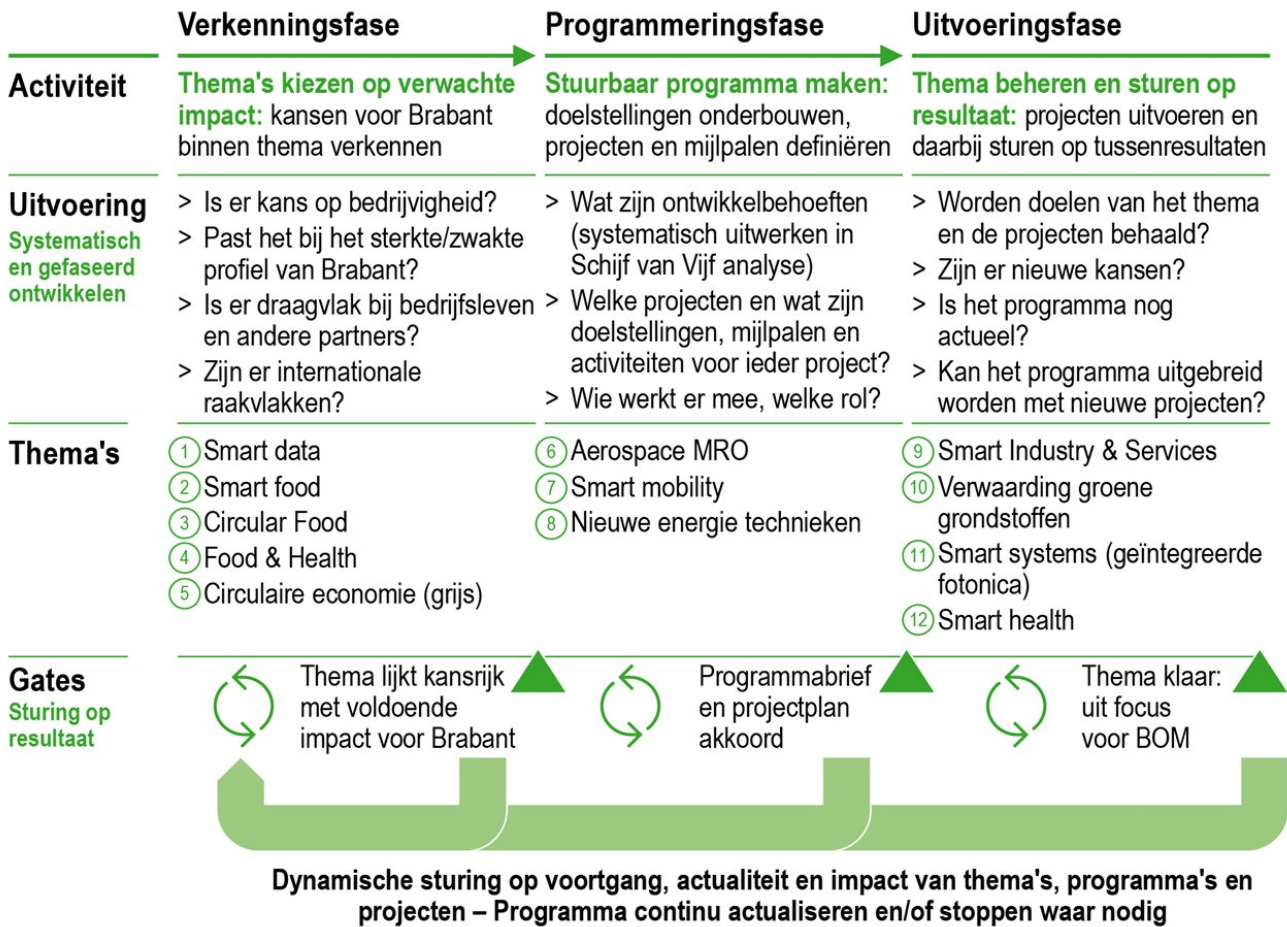 Verkenningsfase
Programmeringsfase
Uitvoeringsfase
Activiteit
Thema's kiezen op verwachte
impact: kansen voor Brabant
binnen thema verkennen
Stuurbaar programma maken:
doelstellingen onderbouwen,
projecten en mijlpalen definiëren
Thema beheren en sturen op
resultaat: projecten uitvoeren en
daarbij sturen op tussenresultaten
Uitvoering
Systematisch
en gefaseerd
ontwikkelen
> Is er kans op bedrijvigheid?
> Past het bij het sterkte/zwakte
profiel van Brabant?
> Is er draagvlak bij bedrijfsleven
en andere partners?
> Zijn er internationale
raakvlakken?
> Wat zijn ontwikkelbehoeften
(systematisch uitwerken in
Schijf van Vijf analyse)
> Welke projecten en wat zijn
doelstellingen, mijlpalen en
activiteiten voor ieder project?
> Wie werkt er mee, welke rol?
> Worden doelen van het thema
en de projecten behaald?
> Zijn er nieuwe kansen?
> Is het programma nog
actueel?
> Kan het programma uitgebreid
worden met nieuwe projecten?
Thema's
1 Smart data
2 Smart food
3 Circular Food
4 Food & Health
5 Circulaire economie (grijs)
6 Aerospace MRO
7 Smart mobility
8 Nieuwe energie technieken
9 Smart Industry & Services
10 Verwaarding groene
grondstoffen
11 Smart systems (geïntegreerde
fotonica)
12 Smart health
Gates
Sturing op
resultaat
Thema lijkt kansrijk
met voldoende
impact voor Brabant
Programmabrief
en projectplan
akkoord
Thema klaar:
uit focus
voor BOM
Dynamische sturing op voortgang, actualiteit en impact van thema's, programma's en
projecten – Programma continu actualiseren en/of stoppen waar nodig